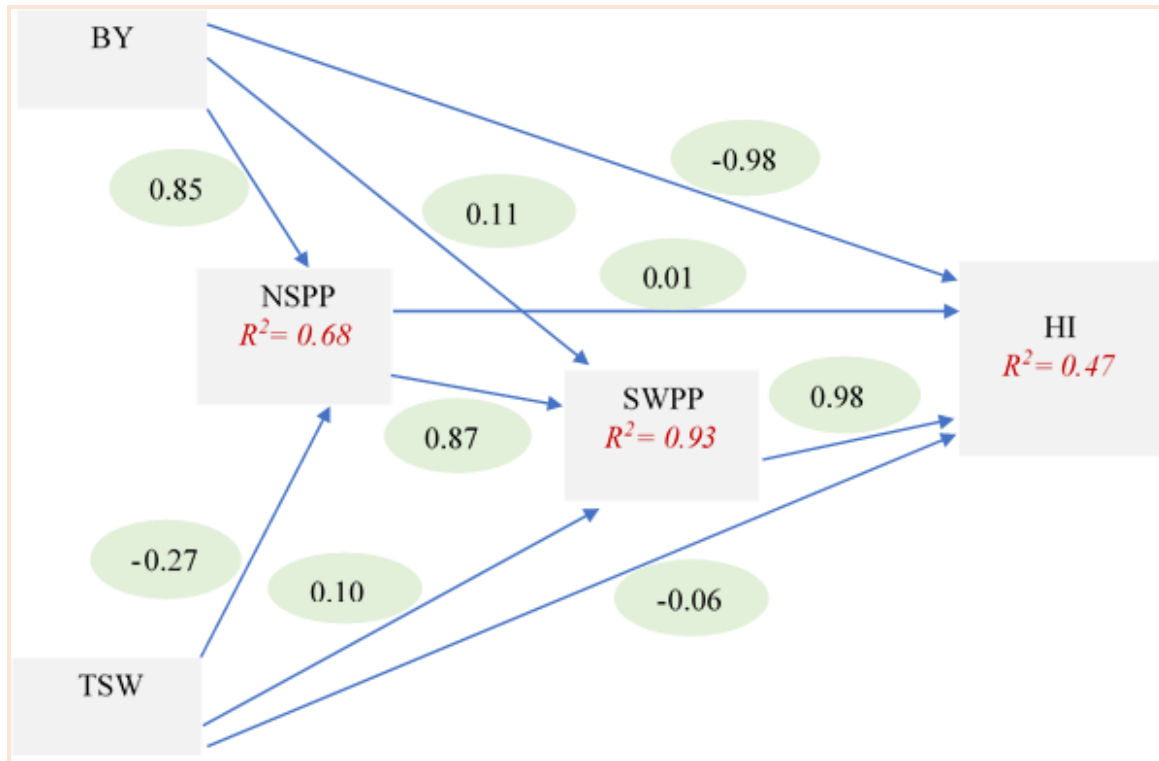 BY
-0.98
0.85
0.11
0.01
NSPP
R²= 0.68
HI
R²= 0.47
SWPP
R²= 0.93
0.98
0.87
-0.27
0.10
-0.06
TSW